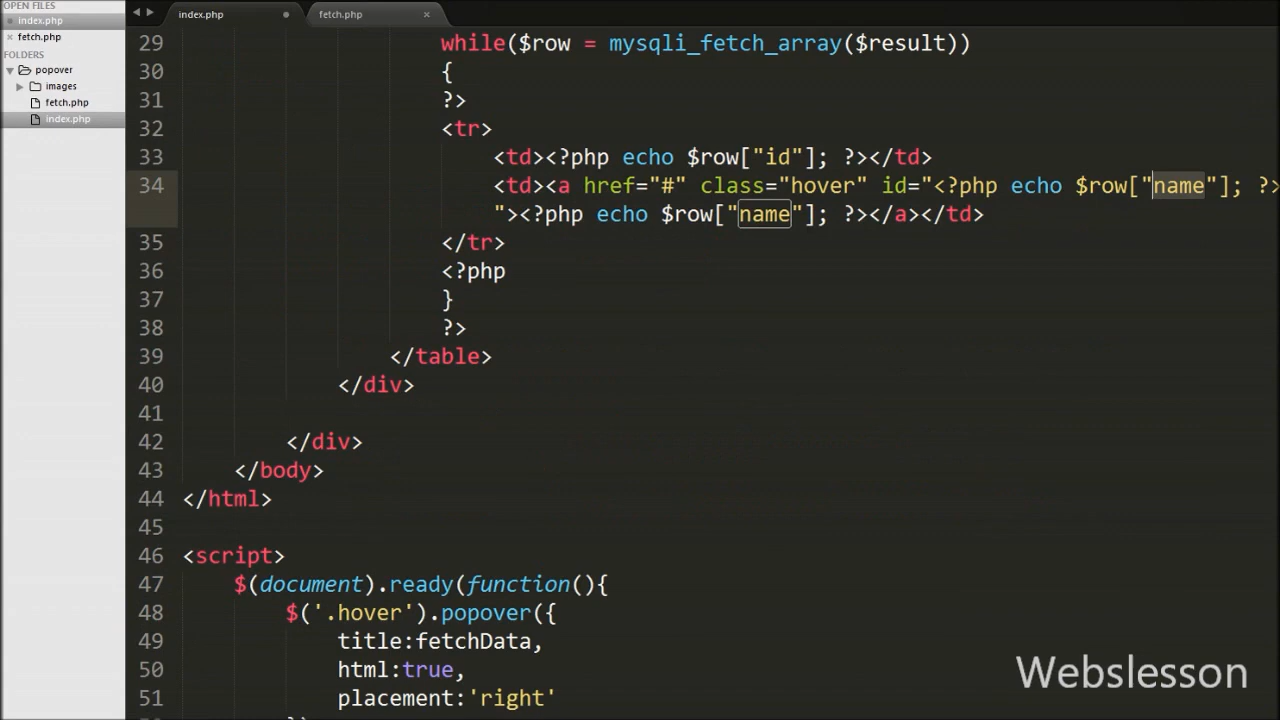 OPEN FILES
index.php
fetch.php
FOLDERS
popover
images
fetch.php
index.php
index.php
fetch.php
29 while($row = mysqli_fetch_array($result))
30 {
31 ?>
32 <tr>
33 <td><?php echo $row["id"]; ?></td>
34 <td><a href="#" class="hover" id="<?php echo $row["name"]; ?>
"><?php echo $row["name"]; ?></a></td>
35 </tr>
36 <?php
37 }
38 ?>
39 </table>
40 </div>
41
42 </div>
43 </body>
44 </html>
45
46 <script>
47 $(document).ready(function(){
48 $('.hover').popover({
49 title:fetchData,
50 html:true,
51 placement:'right'
Webslesson